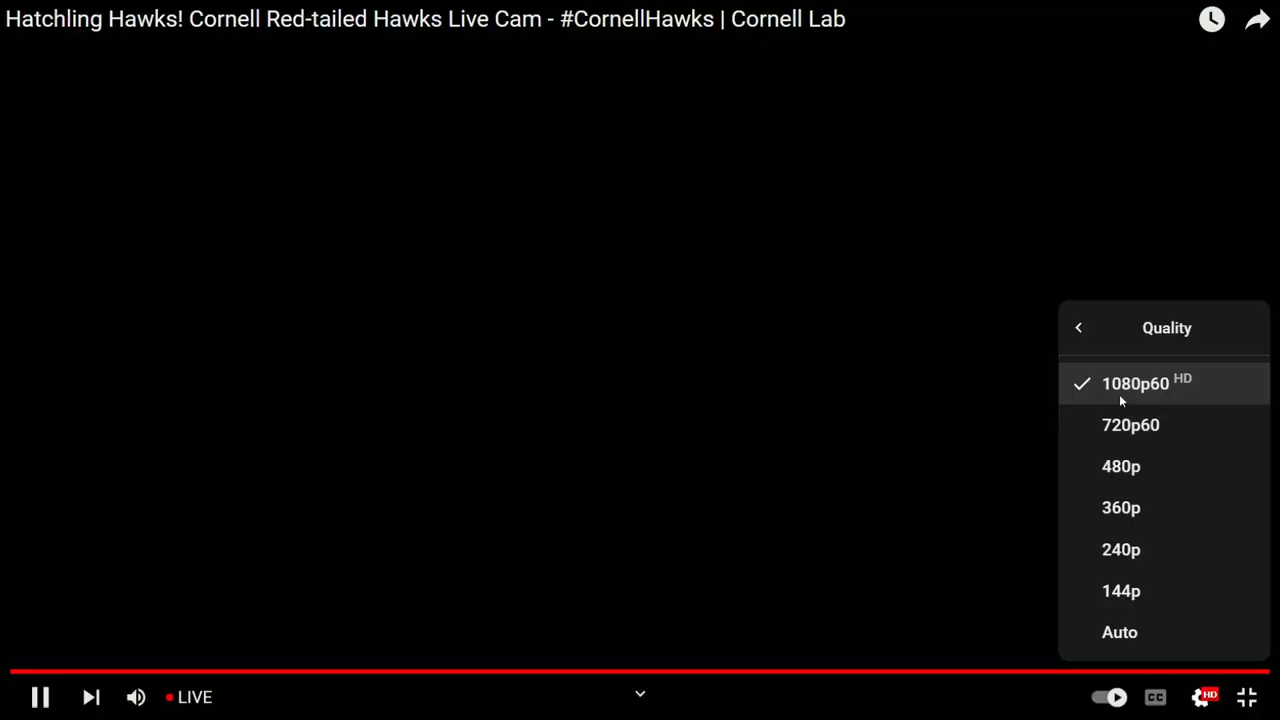 Hatchling Hawks! Cornell Red-tailed Hawks Live Cam - #CornellHawks | Cornell Lab
Quality
1080p60 HD
720p60
480p
360p
240p
144p
Auto
LIVE
CC
HD